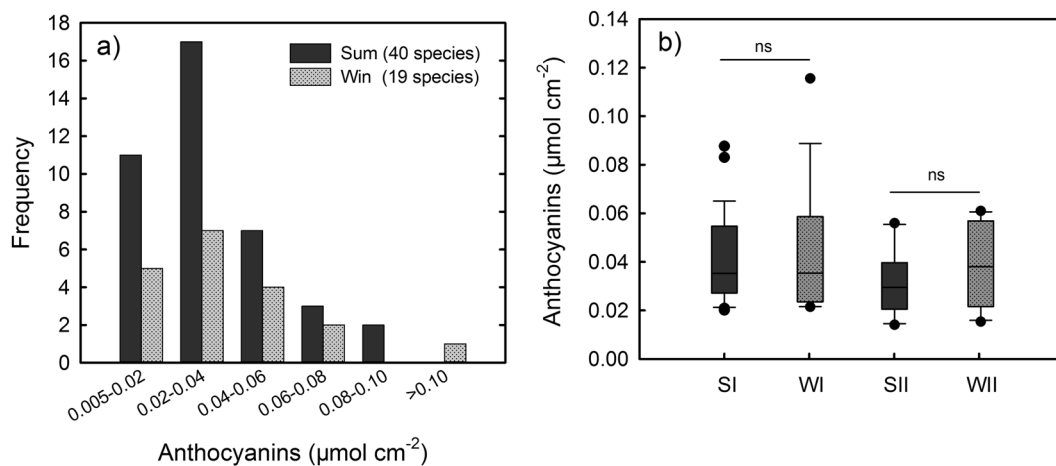 a)
Sum (40 species)
Win (19 species)
Frequency
18
16
14
12
10
8
6
4
2
0
0.005-0.02
0.02-0.04
0.04-0.06
0.06-0.08
0.08-0.10
>0.10
Anthocyanins (µmol cm⁻²)
b)
Anthocyanins (µmol cm⁻²)
0.14
0.12
0.10
0.08
0.06
0.04
0.02
0.00
ns
ns
SI
WI
SII
WII